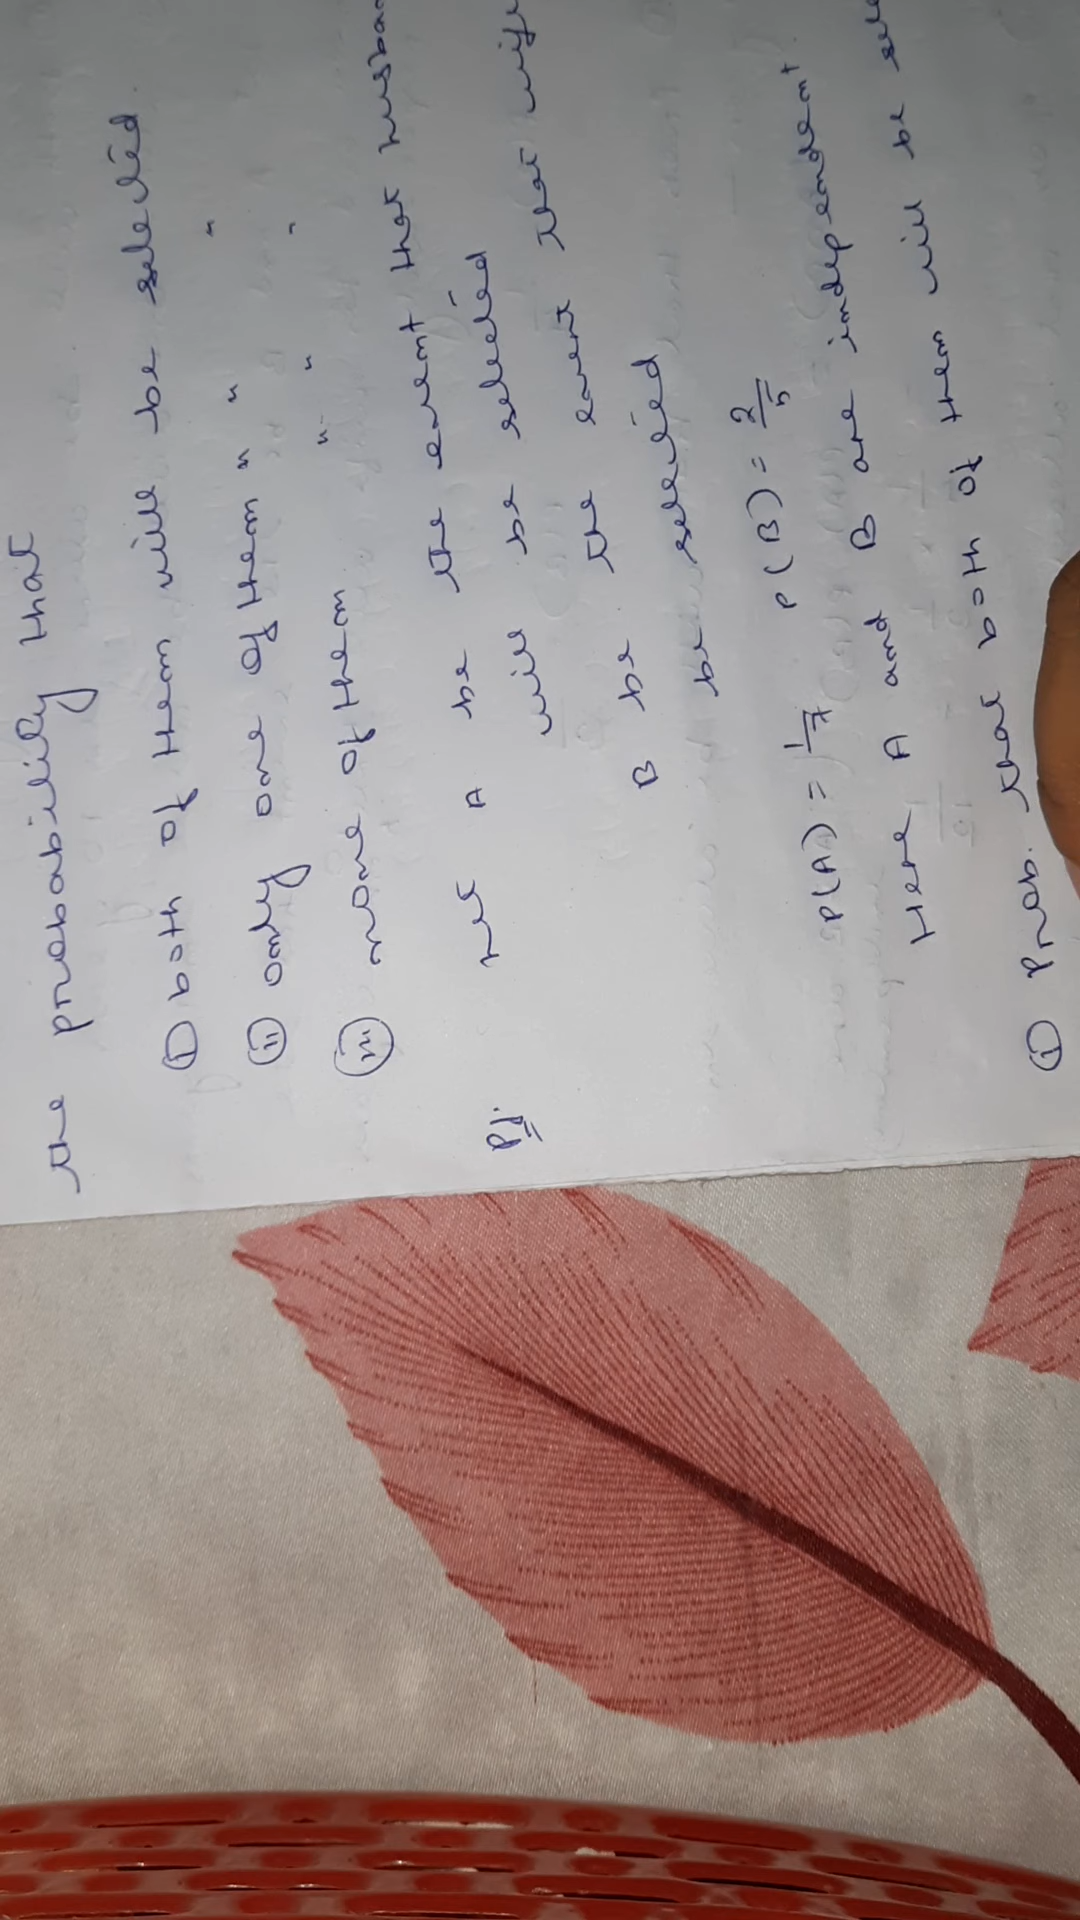 the probability that
(i) both of them will be selected
(ii) only one of them " " "
(iii) none of them " " "
Pf. Let A be the event that husban
will be selected
B be the event that wife
be selected
P(A) = 1/7 P(B) = 2/5
Here A and B are independent.
(i) Prob. that both of them will be sele